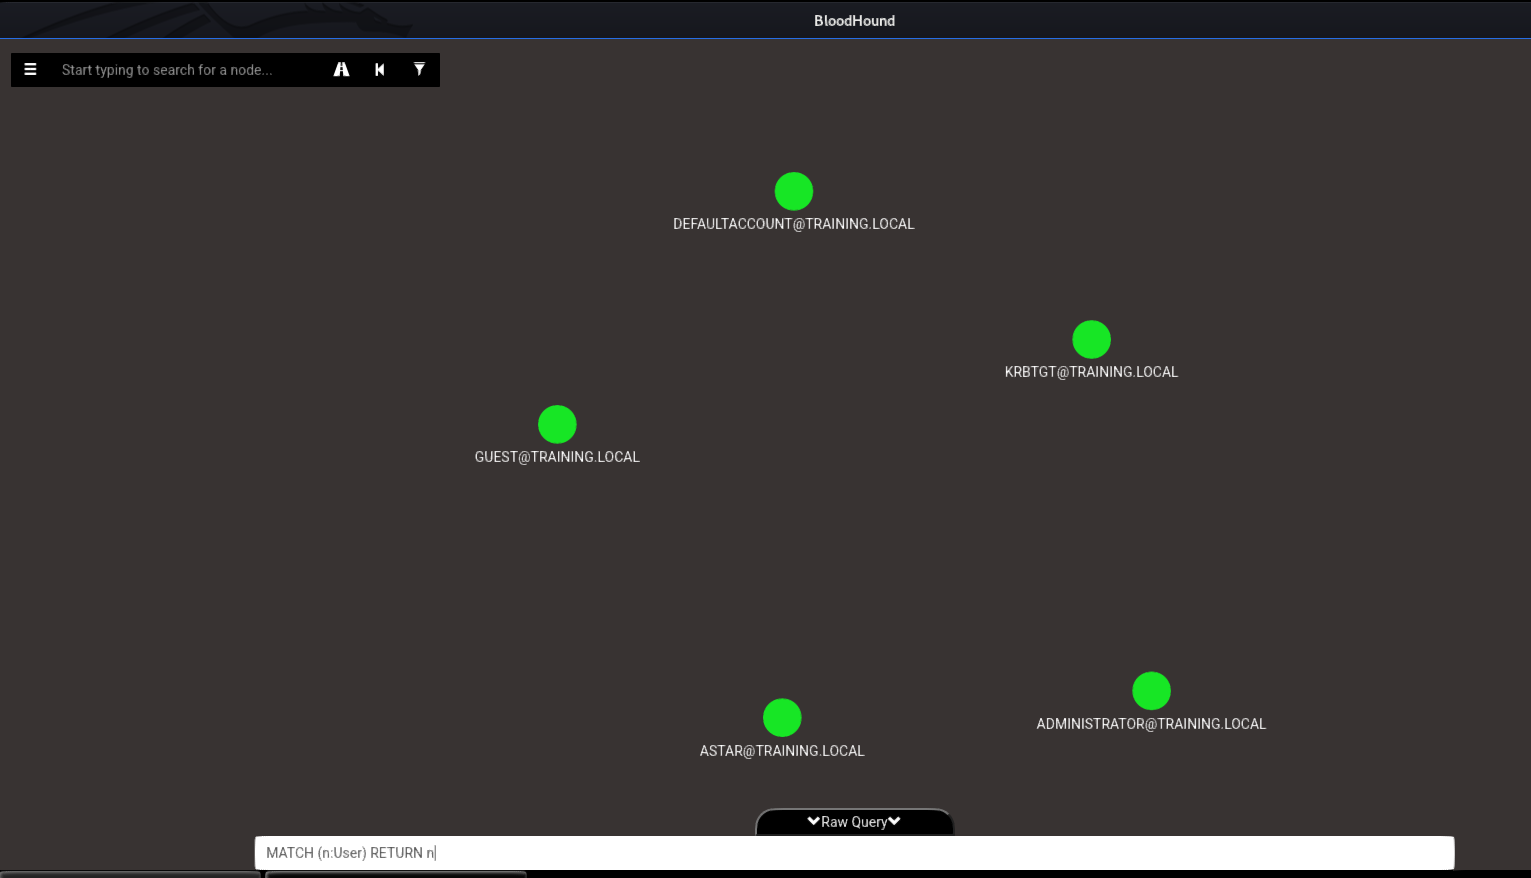 BloodHound
Start typing to search for a node...
DEFAULTACCOUNT@TRAINING.LOCAL
KRBTGT@TRAINING.LOCAL
GUEST@TRAINING.LOCAL
ADMINISTRATOR@TRAINING.LOCAL
ASTAR@TRAINING.LOCAL
Raw Query
MATCH (n:User) RETURN n